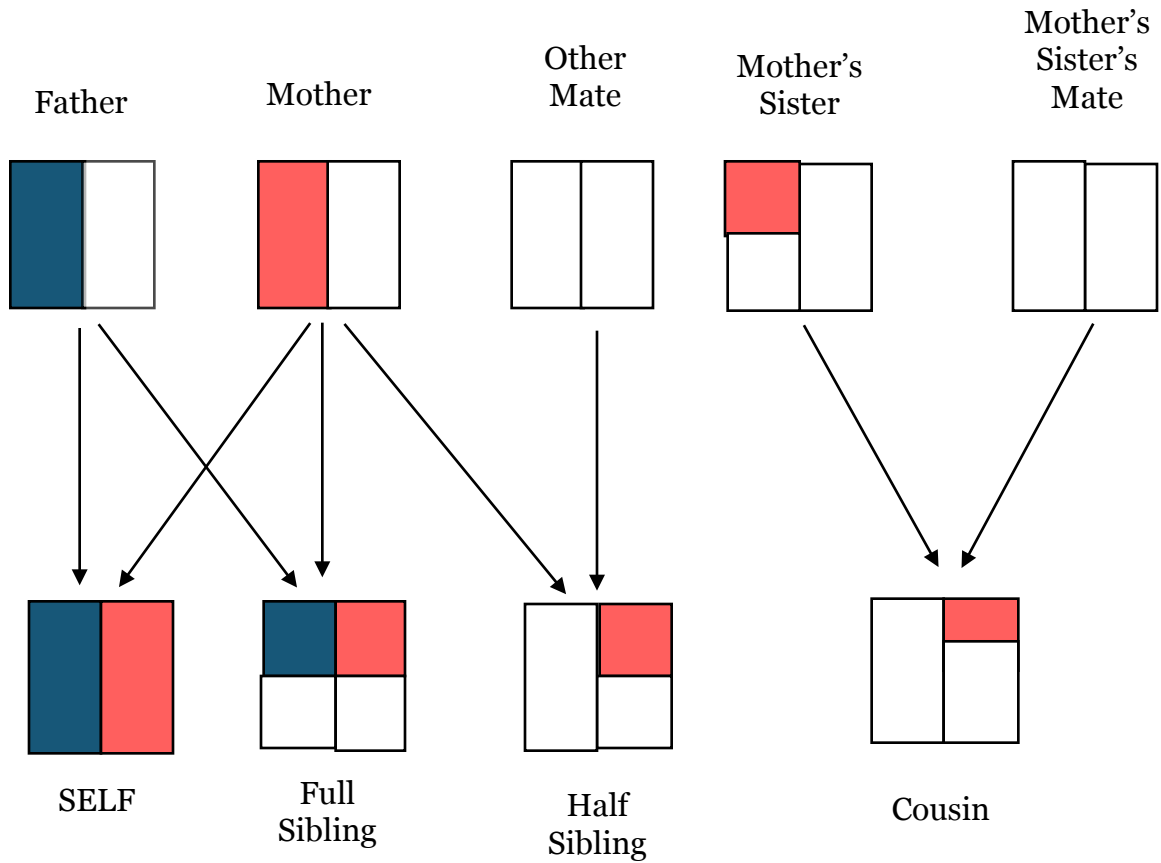 Father
Mother
Other
Mate
Mother’s
Sister
Mother’s
Sister’s
Mate
SELF
Full
Sibling
Half
Sibling
Cousin